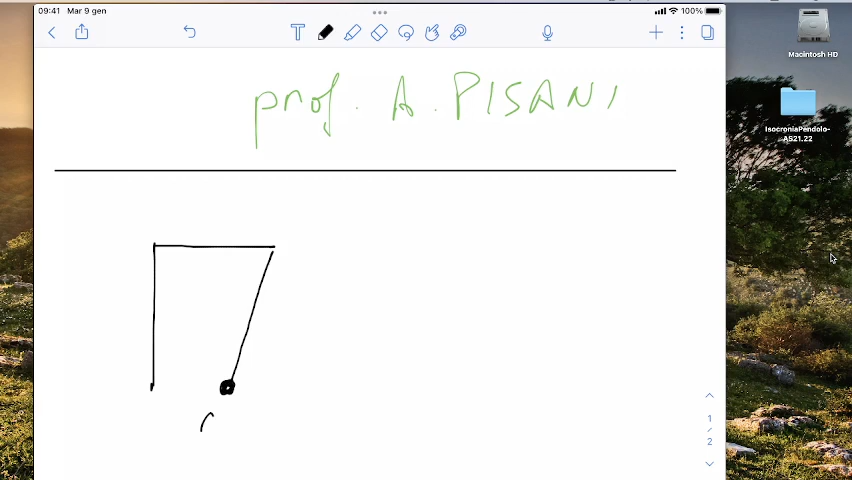 09:41 Mar 9 gen
100%
T
prof. A. PISANI
Macintosh HD
IsocroniaPendolo-
AS21.22
1
/
2